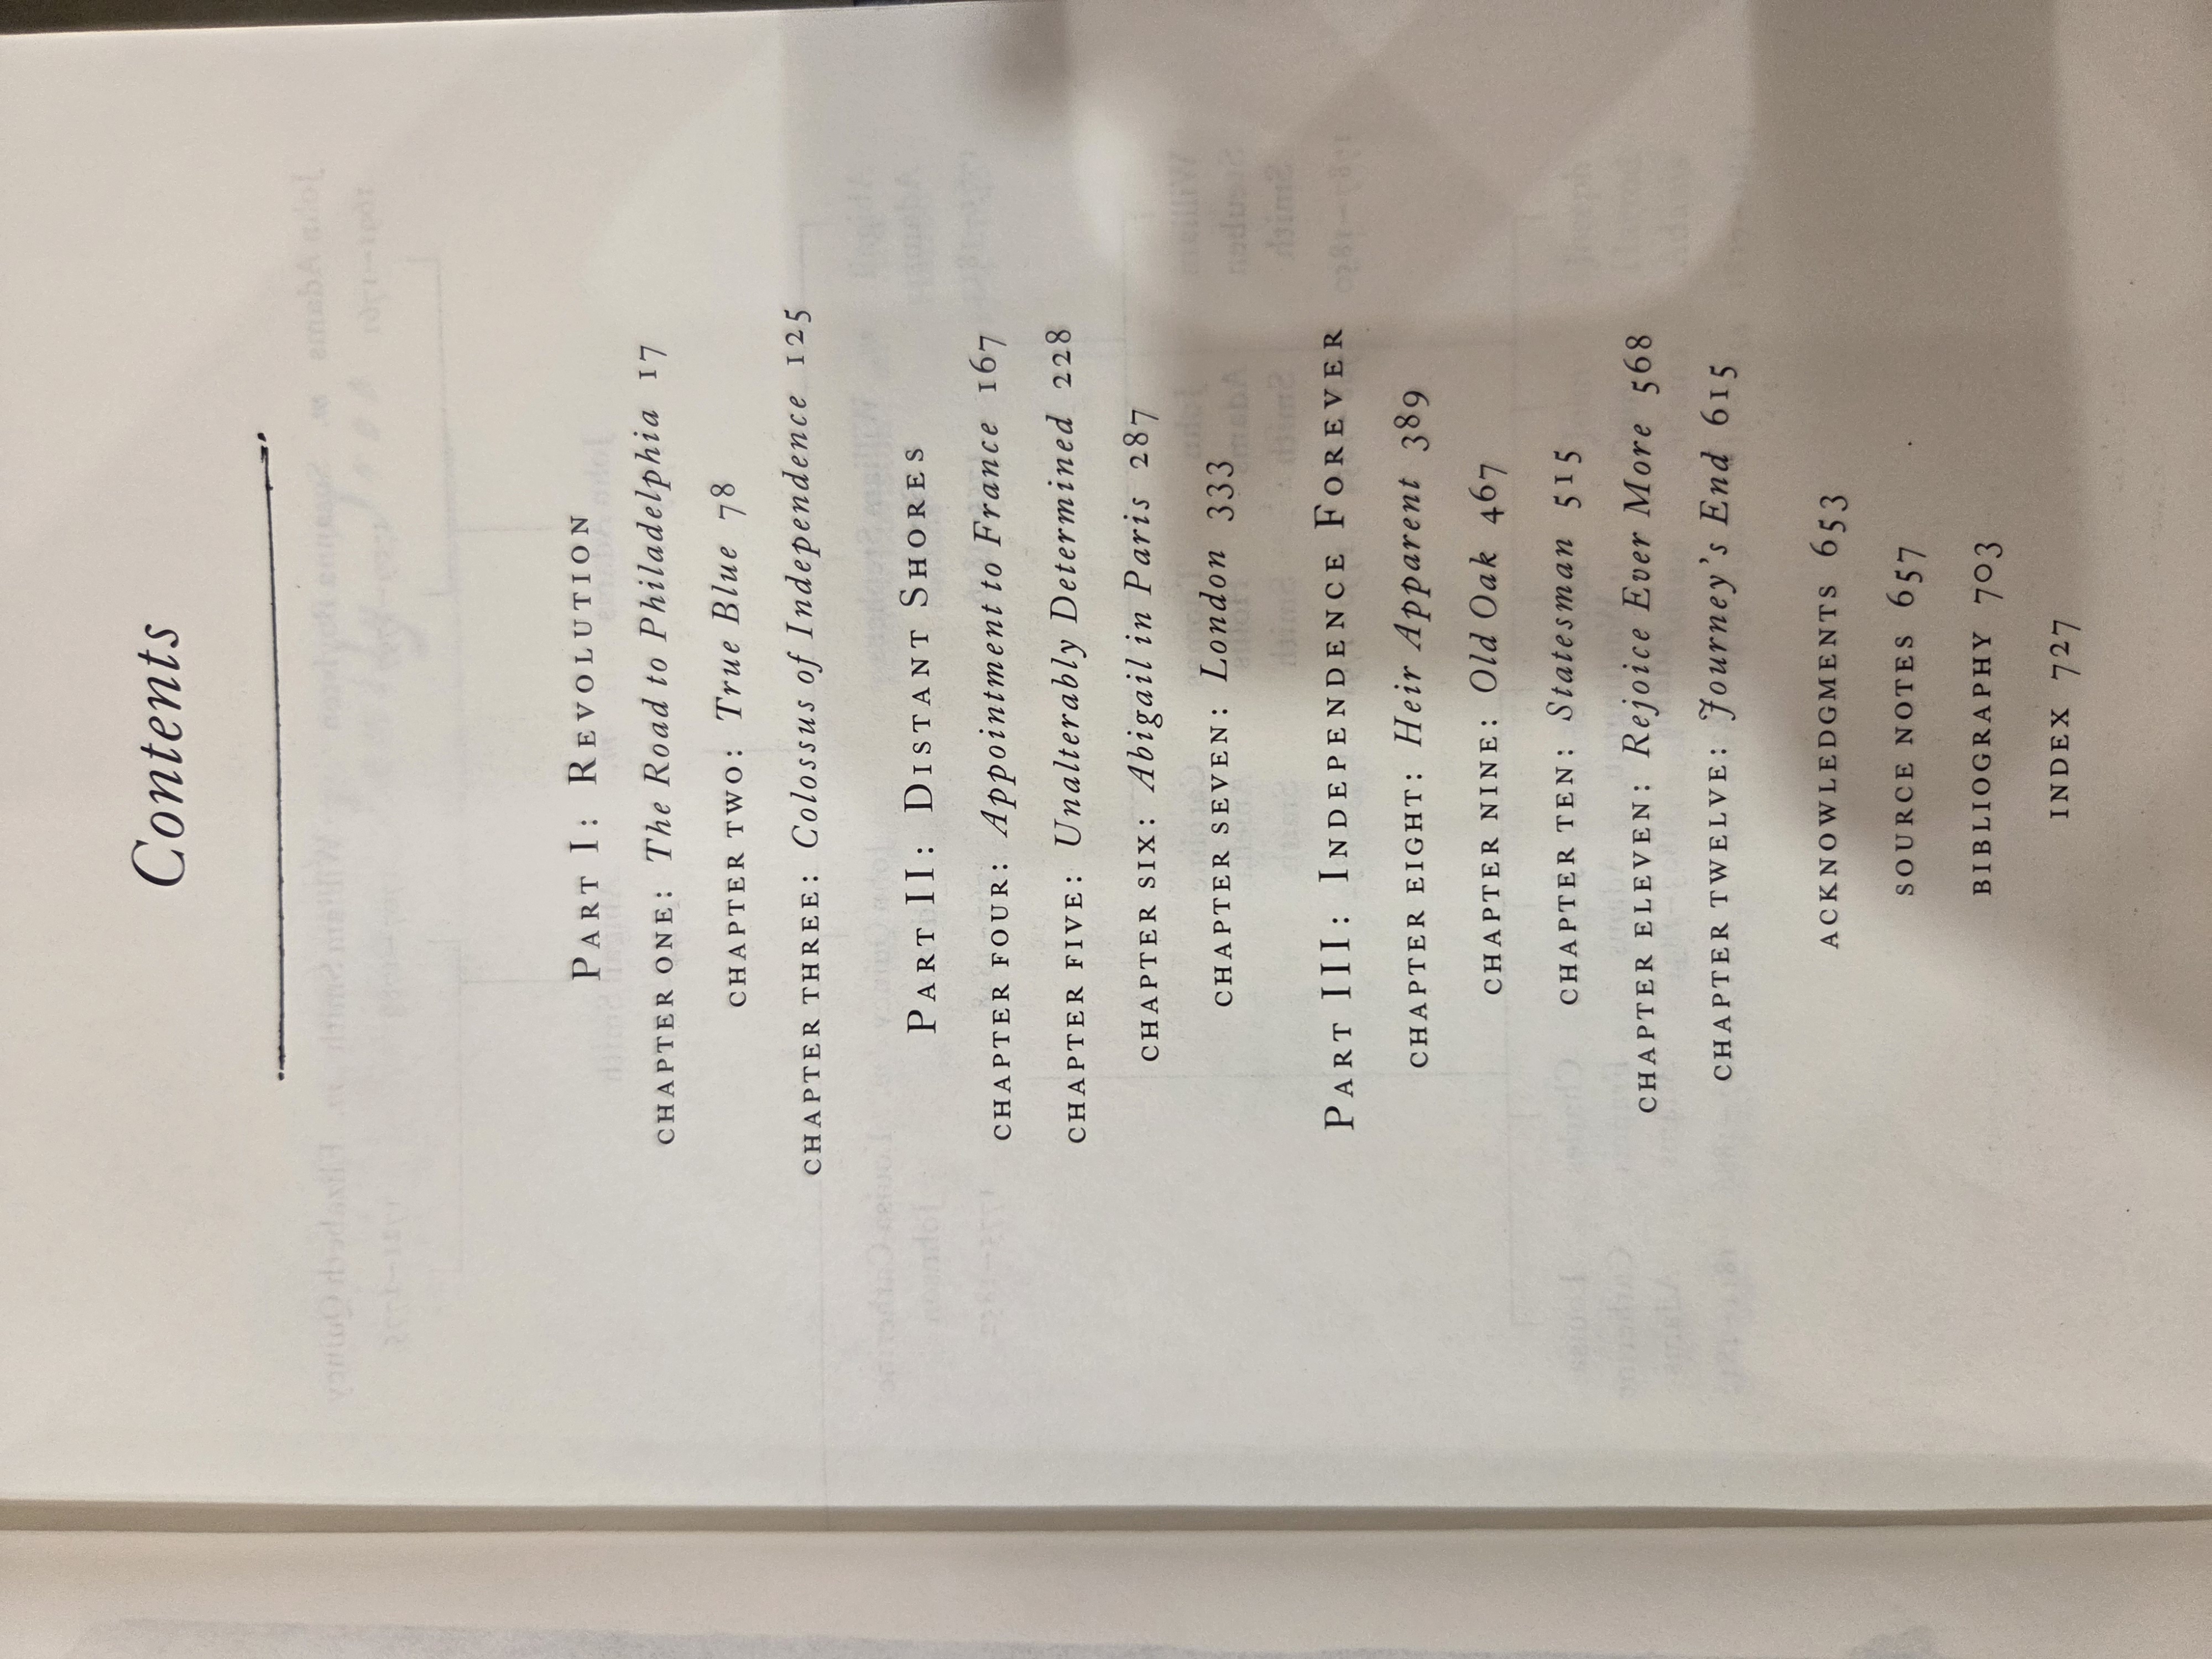 Contents
Part I: Revolution
CHAPTER ONE: The Road to Philadelphia 17
CHAPTER TWO: True Blue 78
CHAPTER THREE: Colossus of Independence 125
Part II: Distant Shores
CHAPTER FOUR: Appointment to France 167
CHAPTER FIVE: Unalterably Determined 228
CHAPTER SIX: Abigail in Paris 287
CHAPTER SEVEN: London 333
Part III: Independence Forever
CHAPTER EIGHT: Heir Apparent 389
CHAPTER NINE: Old Oak 467
CHAPTER TEN: Statesman 515
CHAPTER ELEVEN: Rejoice Ever More 568
CHAPTER TWELVE: Journey's End 615
ACKNOWLEDGMENTS 653
SOURCE NOTES 657
BIBLIOGRAPHY 703
INDEX 727